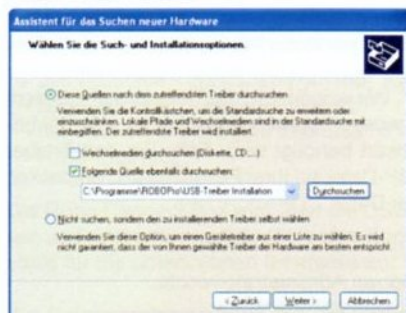 Assistent für das Suchen neuer Hardware
Wählen Sie die Such- und Installationsoptionen.
Diese Quellen nach dem zutreffendsten Treiber durchsuchen
Verwenden Sie die Kontrollkästchen, um die Standardsuche zu erweitern oder
einzuschränken. Lokale Pfade und Wechselmedien sind in der Standardsuche mit
einbegriffen. Der zutreffendste Treiber wird installiert.
Wechselmedien durchsuchen (Diskette, CD,...)
Folgende Quelle ebenfalls durchsuchen:
C:\Programme\ROBOPro\USB-Treiber Installation
Durchsuchen
Nicht suchen, sondern den zu installierenden Treiber selbst wählen
Verwenden Sie diese Option, um einen Gerätetreiber aus einer Liste zu wählen. Es wird
nicht garantiert, dass der von Ihnen gewählte Treiber der Hardware am besten entspricht.
< Zurück Weiter > Abbrechen